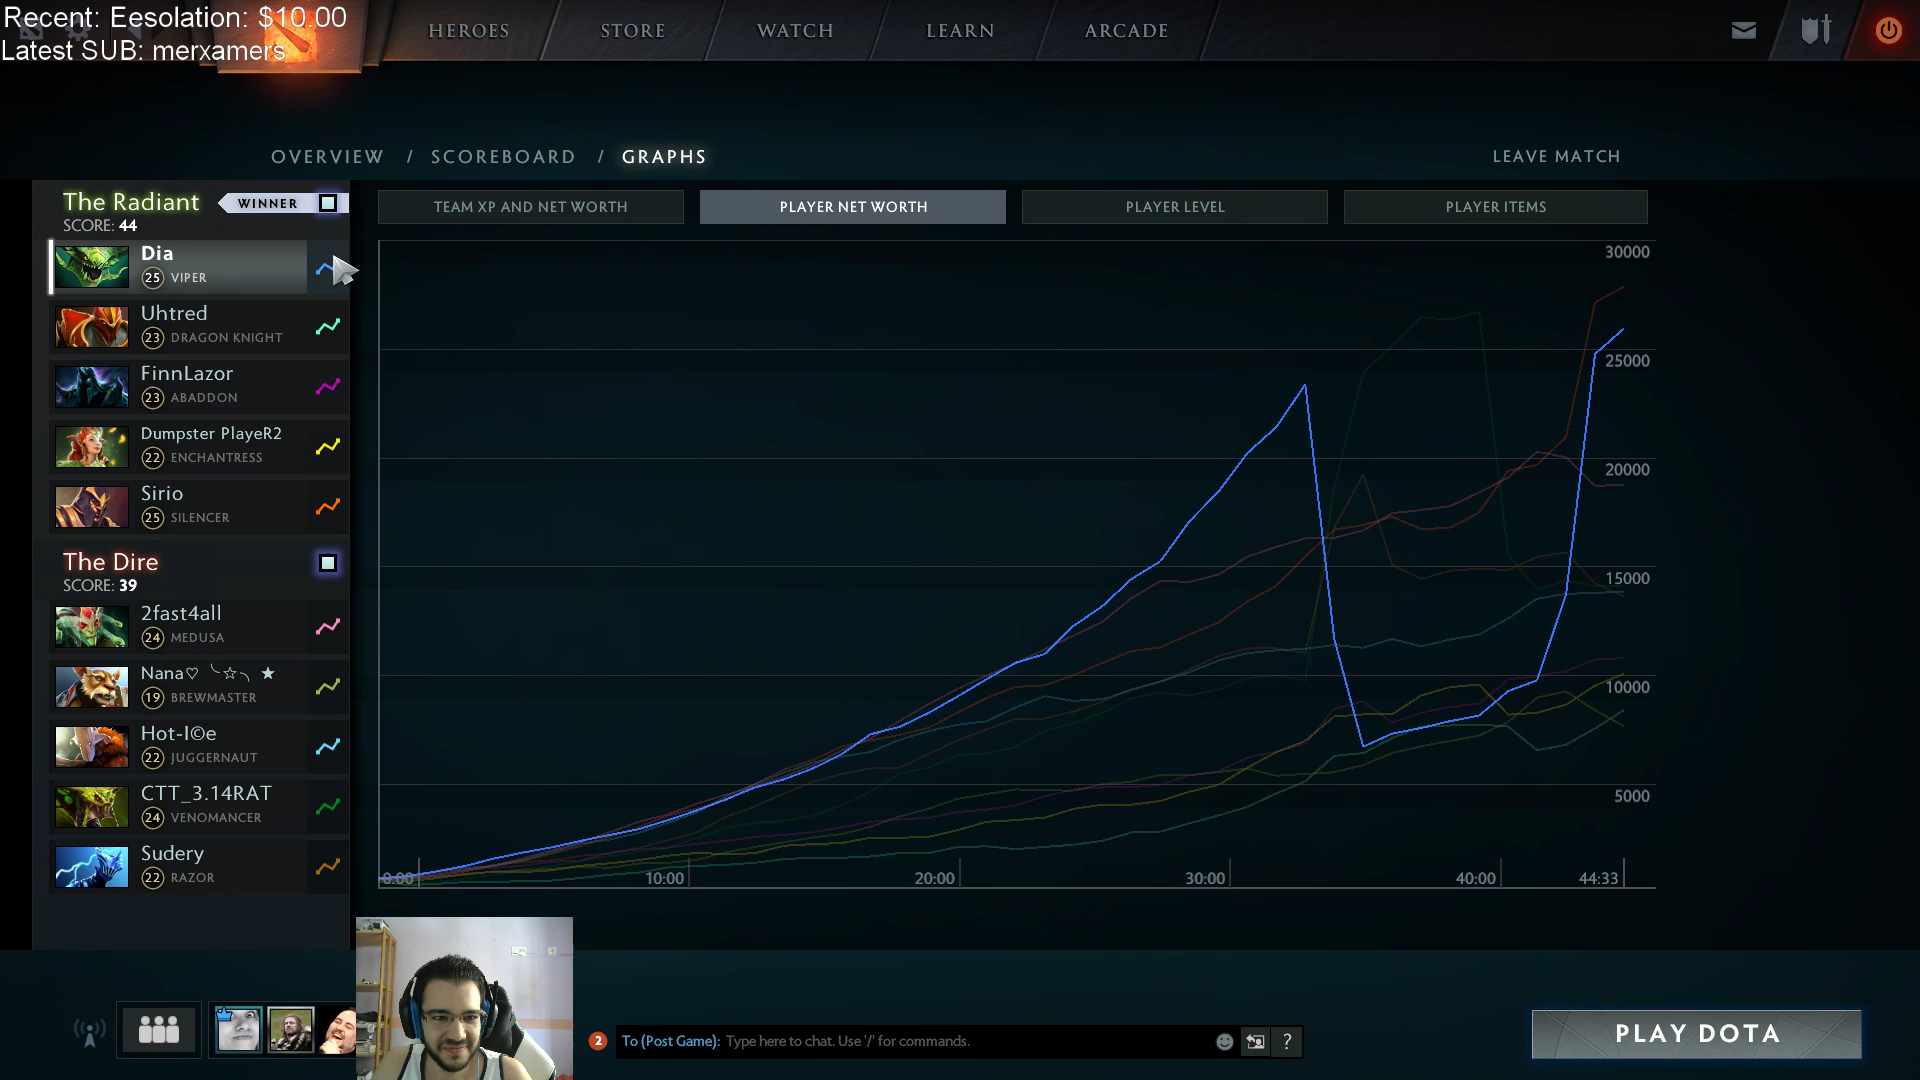 Recent: Eesolation: $10.00
Latest SUB: merxamers
HEROES
STORE
WATCH
LEARN
ARCADE
OVERVIEW / SCOREBOARD / GRAPHS
LEAVE MATCH
The Radiant
WINNER
SCORE: 44
Dia
25 VIPER
Uhtred
23 DRAGON KNIGHT
FinnLazor
23 ABADDON
Dumpster PlayeR2
22 ENCHANTRESS
Sirio
25 SILENCER
The Dire
SCORE: 39
2fast4all
24 MEDUSA
Nana♡ ╰☆╮ ★
19 BREWMASTER
Hot-I©e
22 JUGGERNAUT
CTT_3.14RAT
24 VENOMANCER
Sudery
22 RAZOR
TEAM XP AND NET WORTH
PLAYER NET WORTH
PLAYER LEVEL
PLAYER ITEMS
30000
25000
20000
15000
10000
5000
0:00
10:00
20:00
30:00
40:00
44:33
2
To (Post Game): Type here to chat. Use '/' for commands.
?
PLAY DOTA